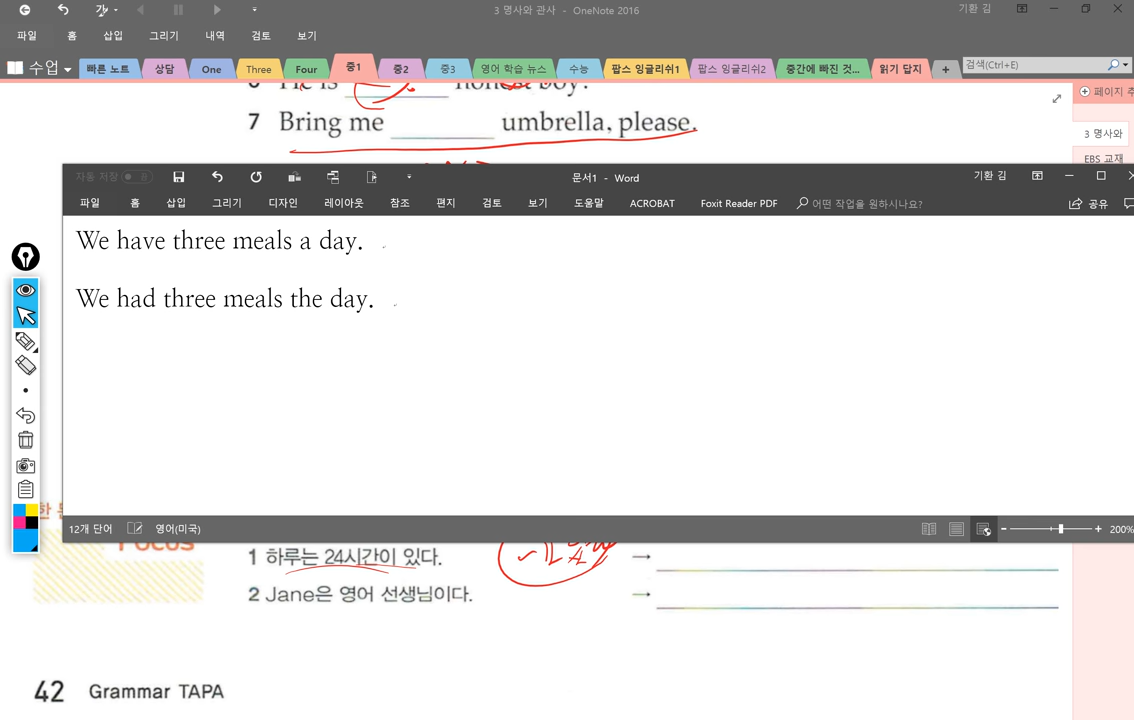 3 명사와 관사 - OneNote 2016
기환 김
파일 홈 삽입 그리기 내역 검토 보기
수업 빠른 노트 상담 One Three Four 중1 중2 중3 영어 학습 뉴스 수능 팝스 잉글리쉬1 팝스 잉글리쉬2 중간에 빠진 것... 읽기 답지 + 검색(Ctrl+E)
6 He is honest boy.
페이지 추
7 Bring me umbrella, please.
3 명사와
EBS 교재
자동 저장
문서1 - Word
기환 김
파일 홈 삽입 그리기 디자인 레이아웃 참조 편지 검토 보기 도움말 ACROBAT Foxit Reader PDF 어떤 작업을 원하시나요? 공유
We have three meals a day.
We had three meals the day.
12개 단어 영어(미국) 200%
Focus
1 하루는 24시간이 있다. →
2 Jane은 영어 선생님이다. →
42 Grammar TAPA